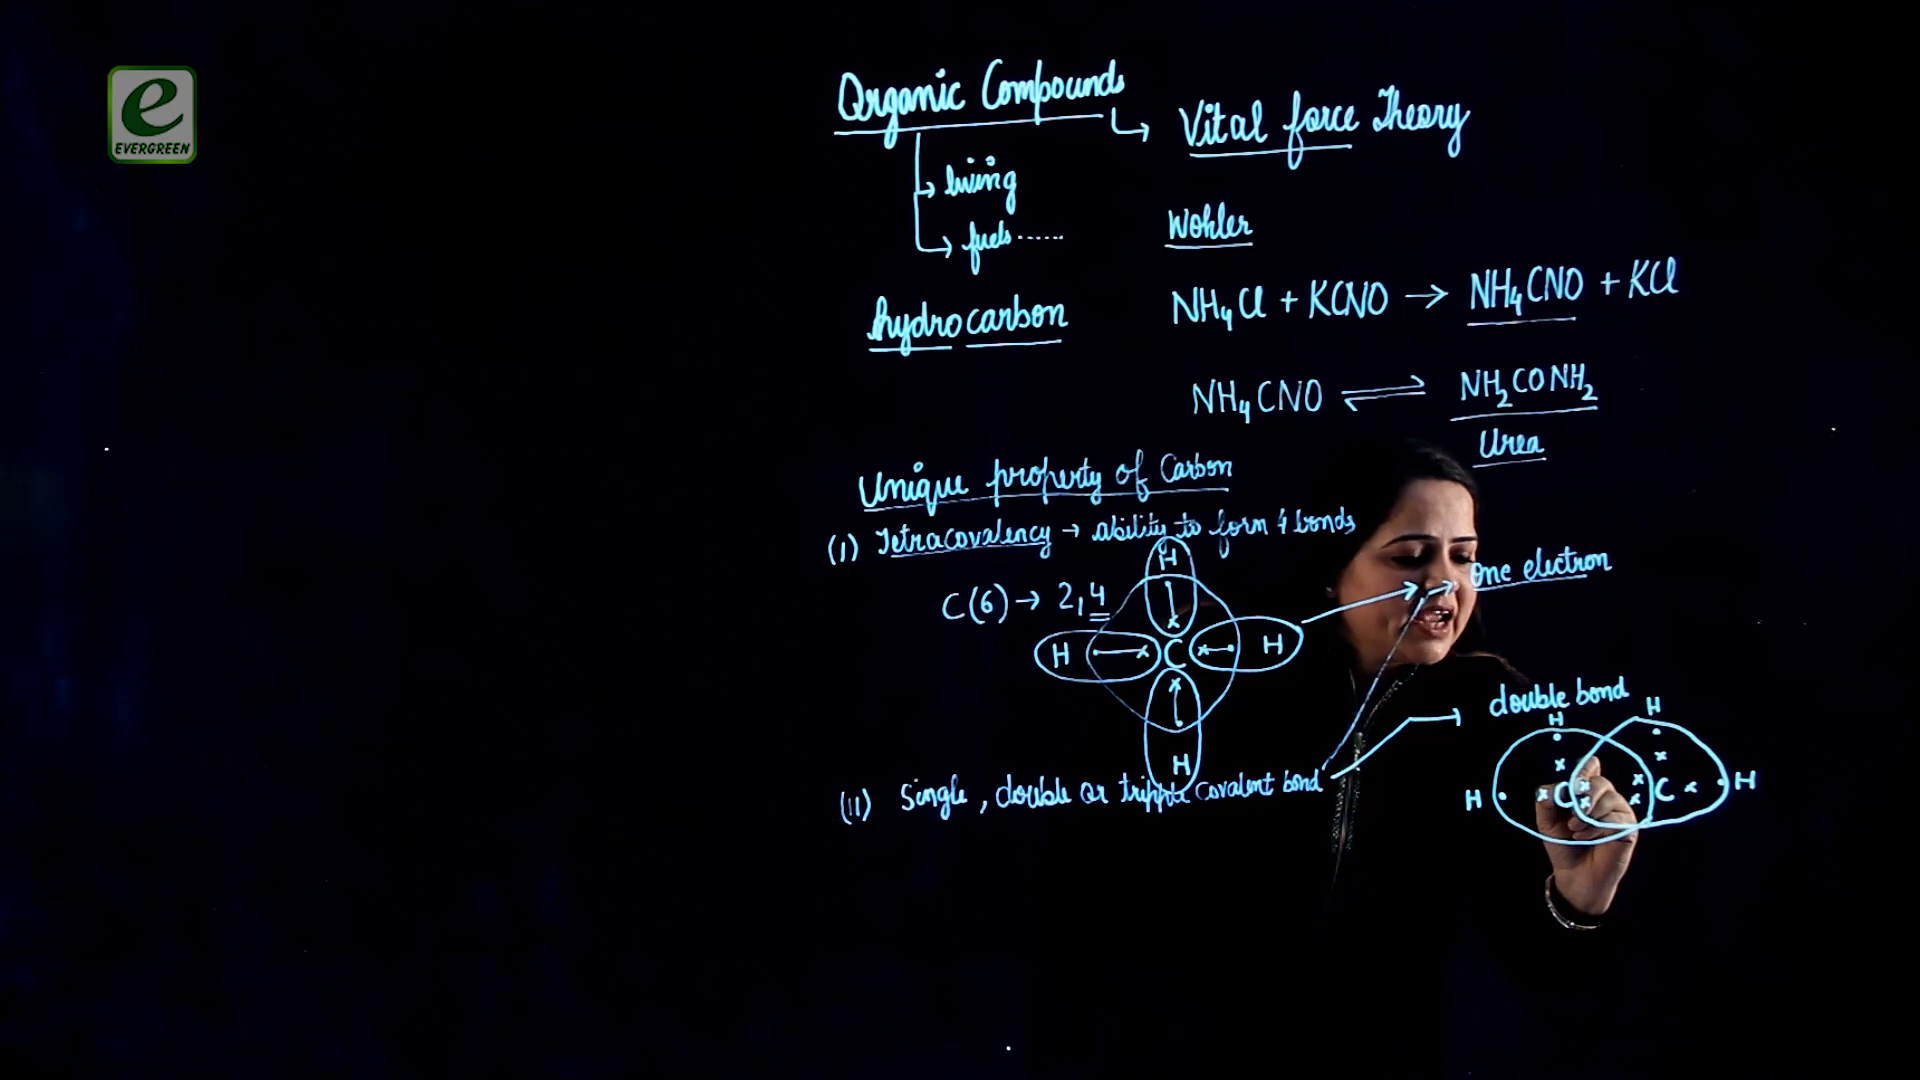 e
EVERGREEN
Organic Compounds
Vital force Theory
→ living
→ fuels ......
Wohler
hydrocarbon
NH₄Cl + KCNO → NH₄CNO + KCl
NH₄CNO ⇌ NH₂CONH₂
Urea
Unique property of Carbon
(I) Tetracovalency → ability to form 4 bonds
C(6) → 2,4
H
H C H
H
one electron
double bond
(II) Single, double or tripple covalent bond
H H
H C C H